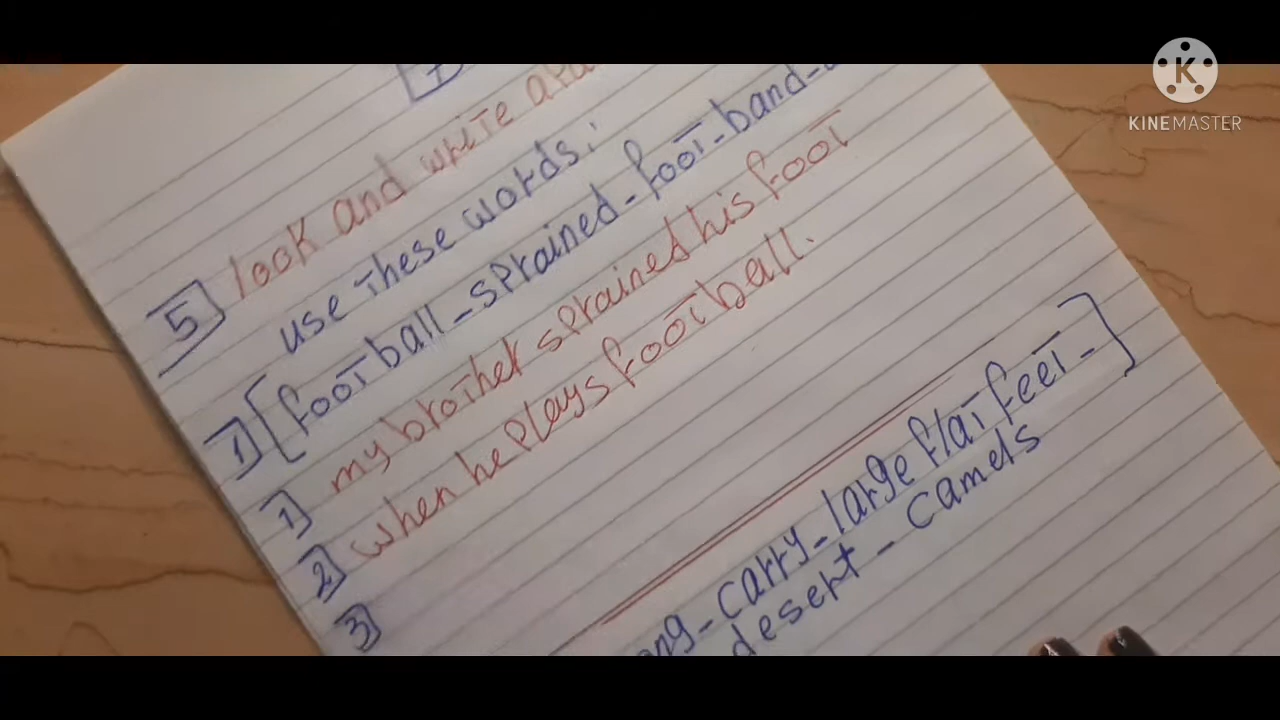 KINEMASTER
5 look and write a
use these words:
1 [football - sprained - foot - band -
1 my brother sprained his foot
2 when he plays football.
3
- carry - large flat feet - ]
desert - camels